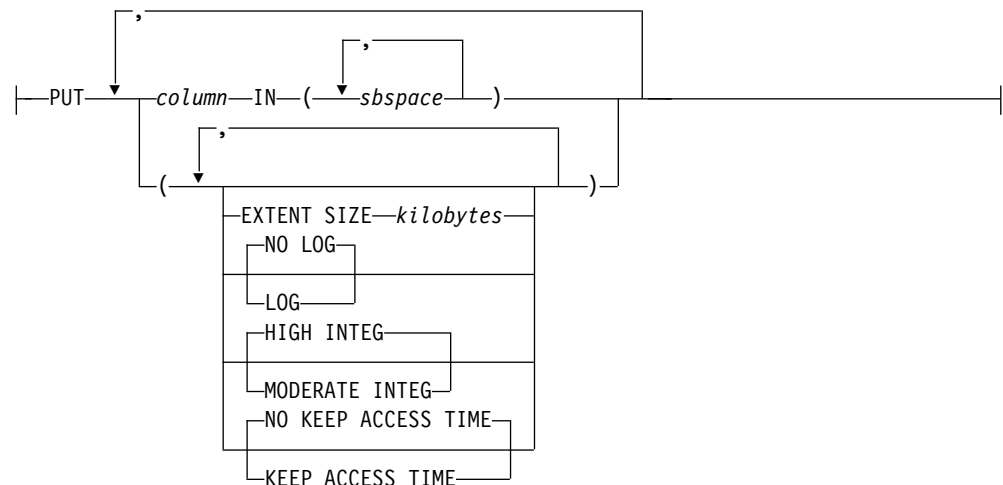 ,
,
PUT column IN ( sbspace )
,
( )
EXTENT SIZE kilobytes
NO LOG
LOG
HIGH INTEG
MODERATE INTEG
NO KEEP ACCESS TIME
KEEP ACCESS TIME